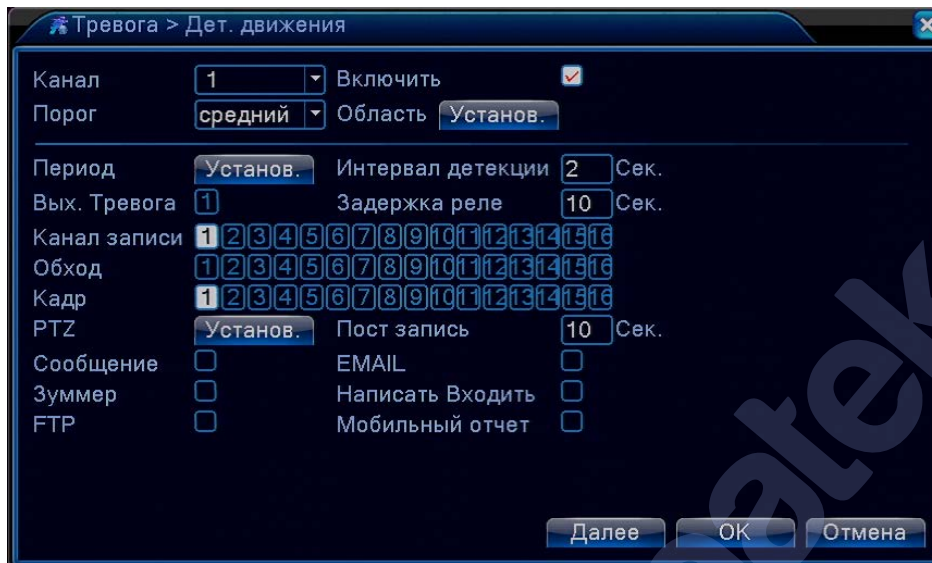 Тревога > Дет. движения
Канал 1 Включить
Порог средний Область Установ.
Период Установ. Интервал детекции 2 Сек.
Вых. Тревога 1 Задержка реле 10 Сек.
Канал записи 1 2 3 4 5 6 7 8 9 10 11 12 13 14 15 16
Обход 1 2 3 4 5 6 7 8 9 10 11 12 13 14 15 16
Кадр 1 2 3 4 5 6 7 8 9 10 11 12 13 14 15 16
PTZ Установ. Пост запись 10 Сек.
Сообщение EMAIL
Зуммер Написать Входить
FTP Мобильный отчет
Далее OK Отмена